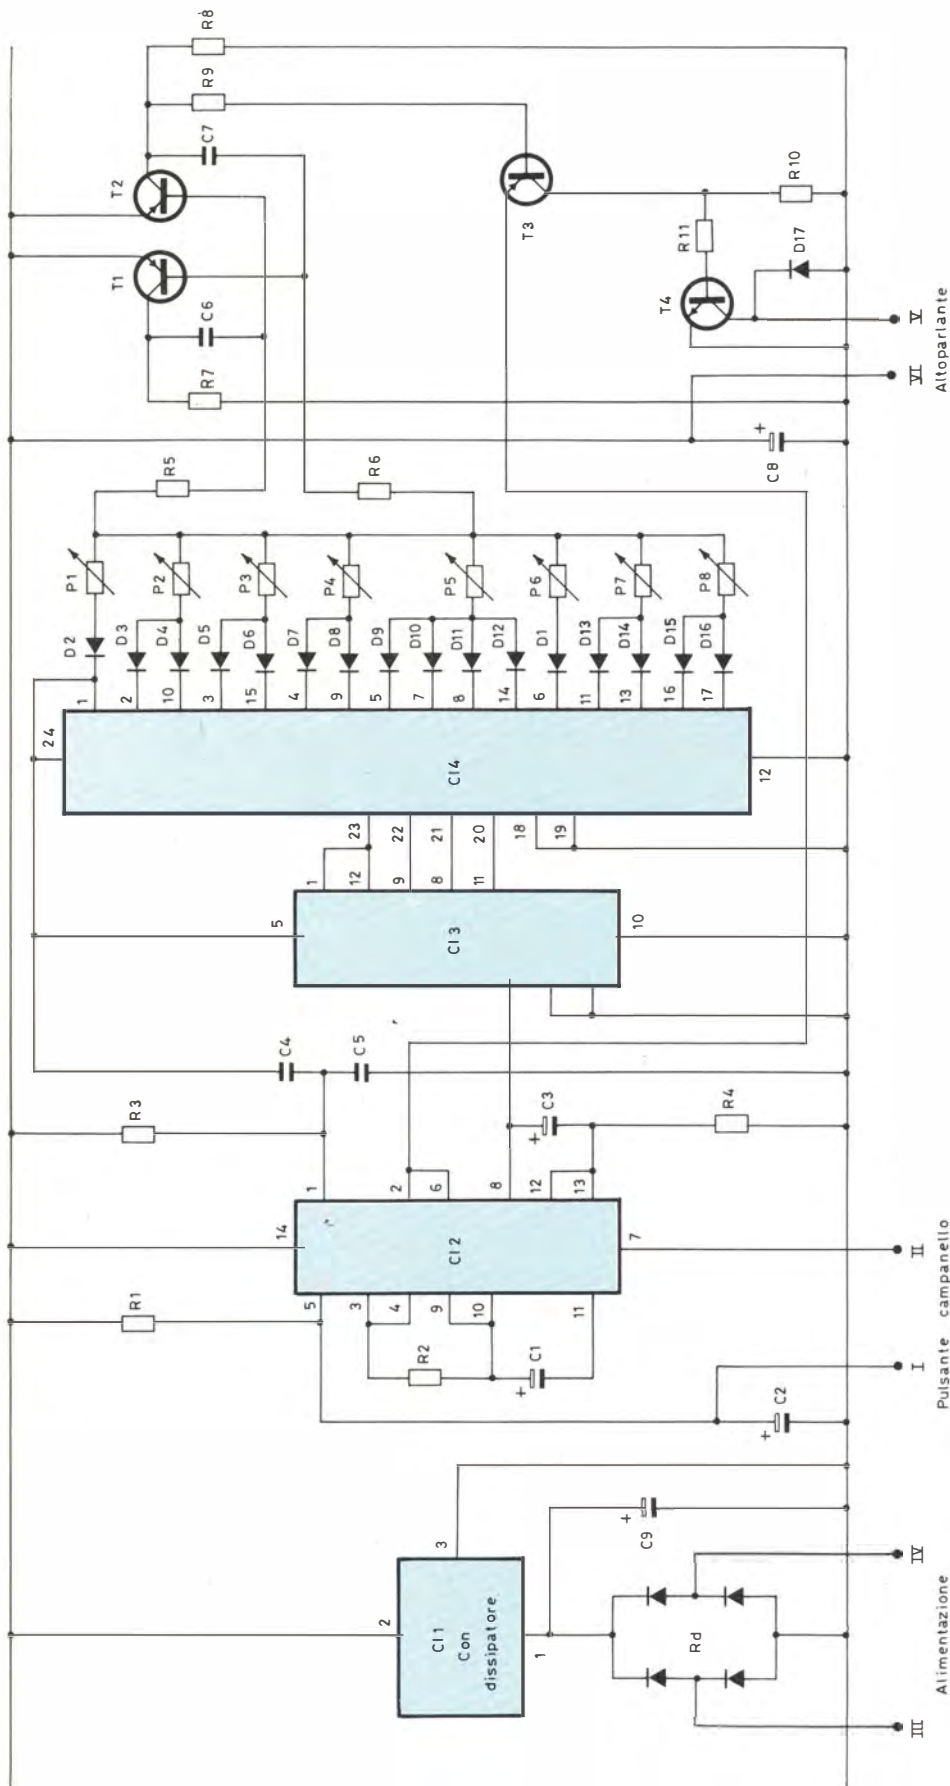 Alimentazione
III
IV
Rd
C9
+
CI1
Con
dissipatore
1
2
3
Pulsante campanello
I
II
C2
+
R1
CI2
14
5
3
4
9
10
11
7
1
2
6
8
12
13
R2
C1
+
R3
C4
C5
C3
+
R4
CI3
5
10
1
12
9
8
11
CI4
24
23
22
21
20
18
19
12
1
2
10
3
15
4
9
5
7
8
14
6
11
13
16
17
D2
D3
D4
D5
D6
D7
D8
D9
D10
D11
D12
D1
D13
D14
D15
D16
P1
P2
P3
P4
P5
P6
P7
P8
R5
R6
R7
C6
T1
T2
C7
R9
R8
T3
T4
R11
R10
D17
C8
+
VI
V
Altoparlante